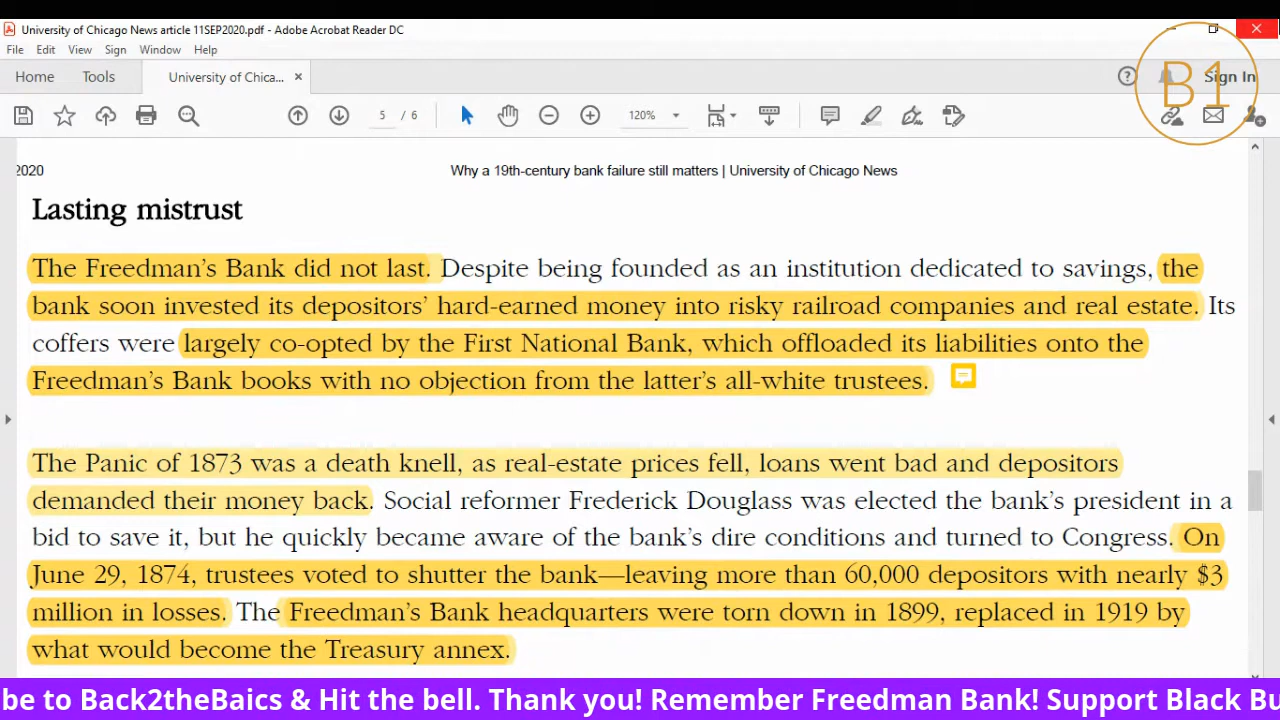 University of Chicago News article 11SEP2020.pdf - Adobe Acrobat Reader DC
File Edit View Sign Window Help
Home Tools University of Chica... × Sign In
B1
5 / 6 120%
2020 Why a 19th-century bank failure still matters | University of Chicago News
Lasting mistrust
The Freedman’s Bank did not last. Despite being founded as an institution dedicated to savings, the
bank soon invested its depositors’ hard-earned money into risky railroad companies and real estate. Its
coffers were largely co-opted by the First National Bank, which offloaded its liabilities onto the
Freedman’s Bank books with no objection from the latter’s all-white trustees.
The Panic of 1873 was a death knell, as real-estate prices fell, loans went bad and depositors
demanded their money back. Social reformer Frederick Douglass was elected the bank’s president in a
bid to save it, but he quickly became aware of the bank’s dire conditions and turned to Congress. On
June 29, 1874, trustees voted to shutter the bank—leaving more than 60,000 depositors with nearly $3
million in losses. The Freedman’s Bank headquarters were torn down in 1899, replaced in 1919 by
what would become the Treasury annex.
be to Back2theBaics & Hit the bell. Thank you! Remember Freedman Bank! Support Black Bu